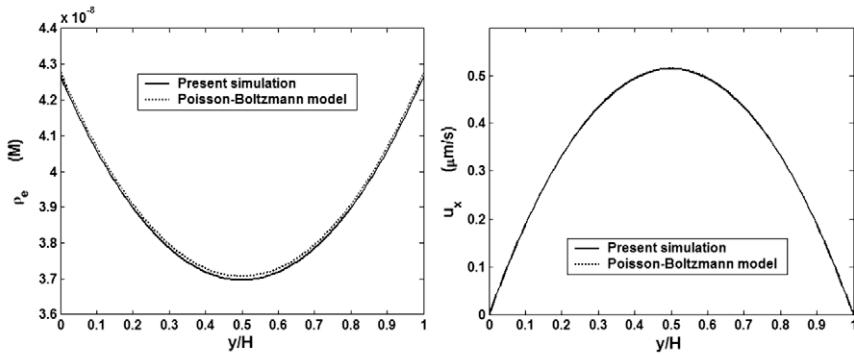 4.4 x 10⁻⁸
4.3
4.2
4.1
4
3.9
3.8
3.7
3.6
ρe (M)
Present simulation
Poisson-Boltzmann model
0 0.1 0.2 0.3 0.4 0.5 0.6 0.7 0.8 0.9 1
y/H
0.5
0.4
0.3
0.2
0.1
0
ux (μm/s)
Present simulation
Poisson-Boltzmann model
0 0.1 0.2 0.3 0.4 0.5 0.6 0.7 0.8 0.9 1
y/H